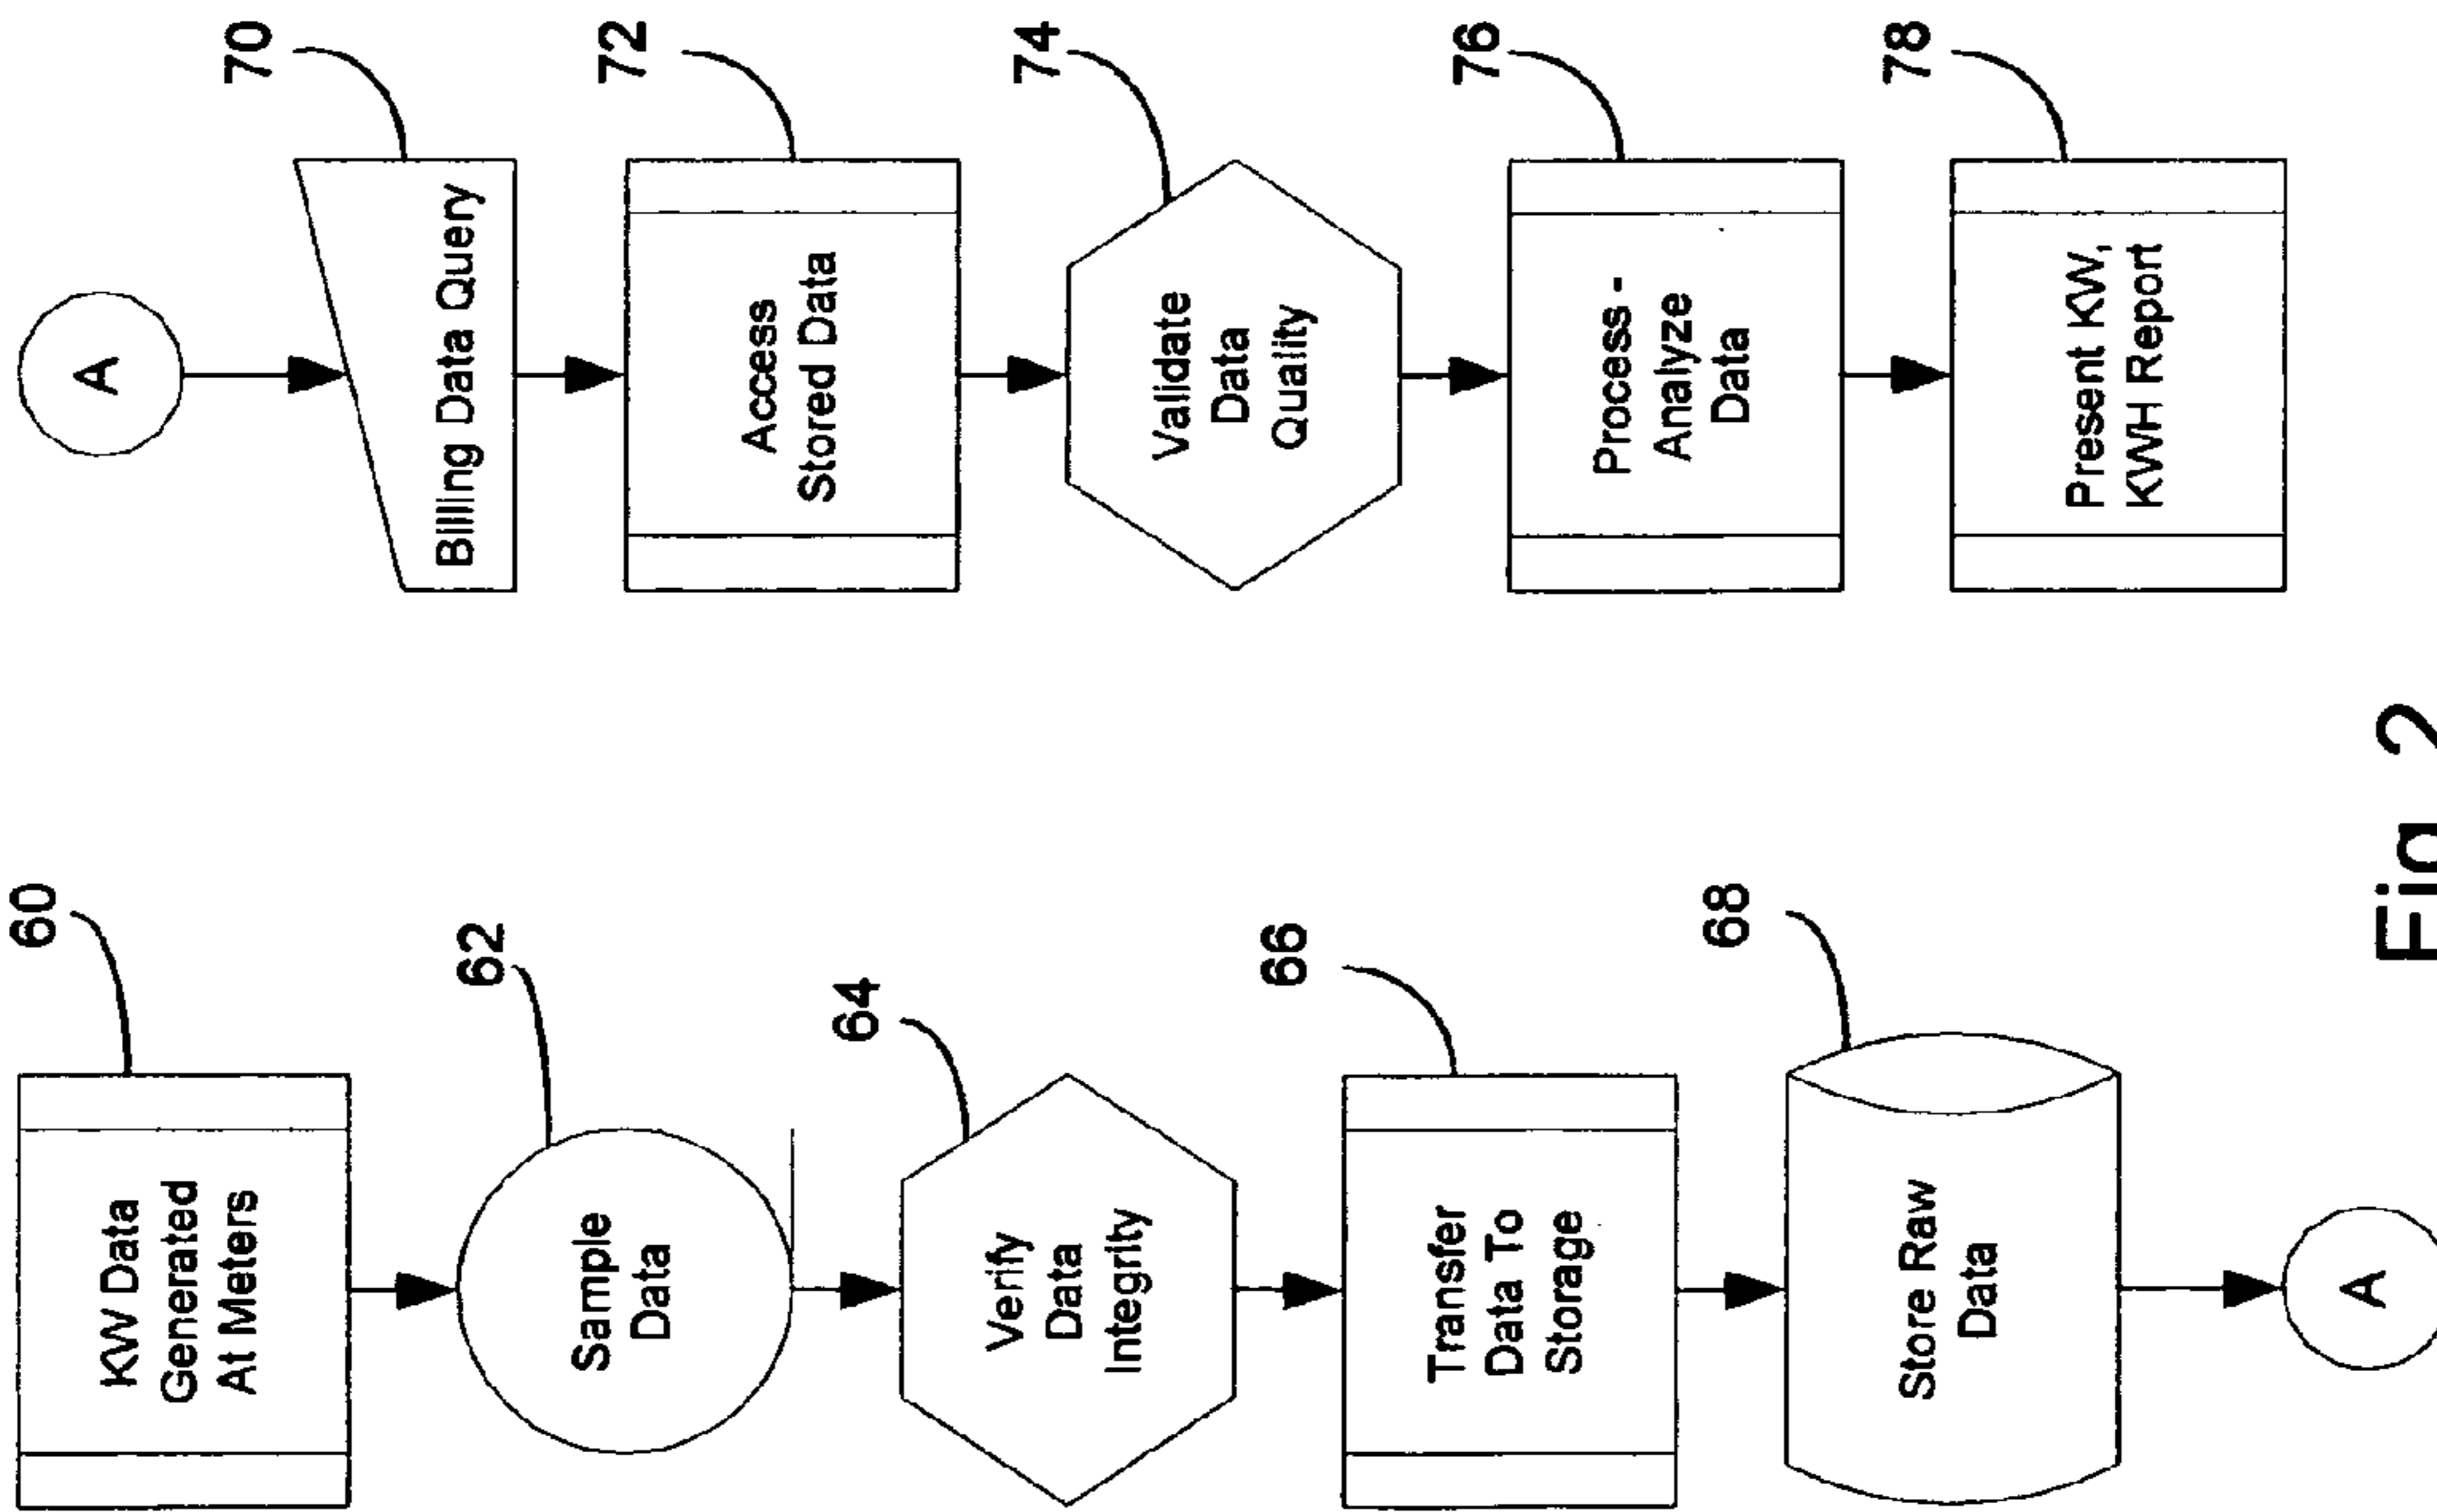 60
KW Data
Generated
At Meters
62
Sample
Data
64
Verify
Data
Integrity
66
Transfer
Data To
Storage
68
Store Raw
Data
A
A
70
Billing Data Query
72
Access
Stored Data
74
Validate
Data
Quality
76
Process -
Analyze
Data
78
Present KW,
KWH Report
Fig 2